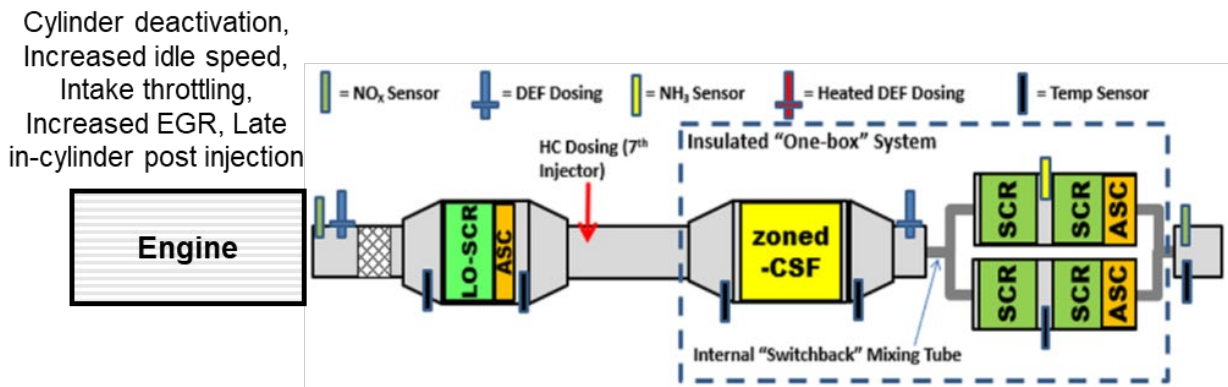 Cylinder deactivation,
Increased idle speed,
Intake throttling,
Increased EGR, Late
in-cylinder post injection
= NOx Sensor
= DEF Dosing
= NH3 Sensor
= Heated DEF Dosing
= Temp Sensor
HC Dosing (7th
Injector)
Insulated "One-box" System
Engine
LO-SCR
ASC
zoned
-CSF
SCR
SCR
ASC
SCR
SCR
ASC
Internal "Switchback" Mixing Tube